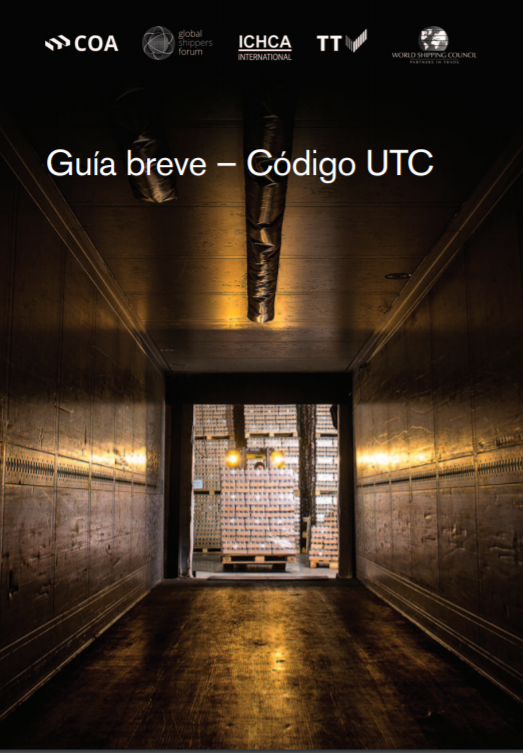 COA
global
shippers
forum
ICHCA
INTERNATIONAL
TT
WORLD SHIPPING COUNCIL
PARTNERS IN TRADE
Guía breve – Código UTC